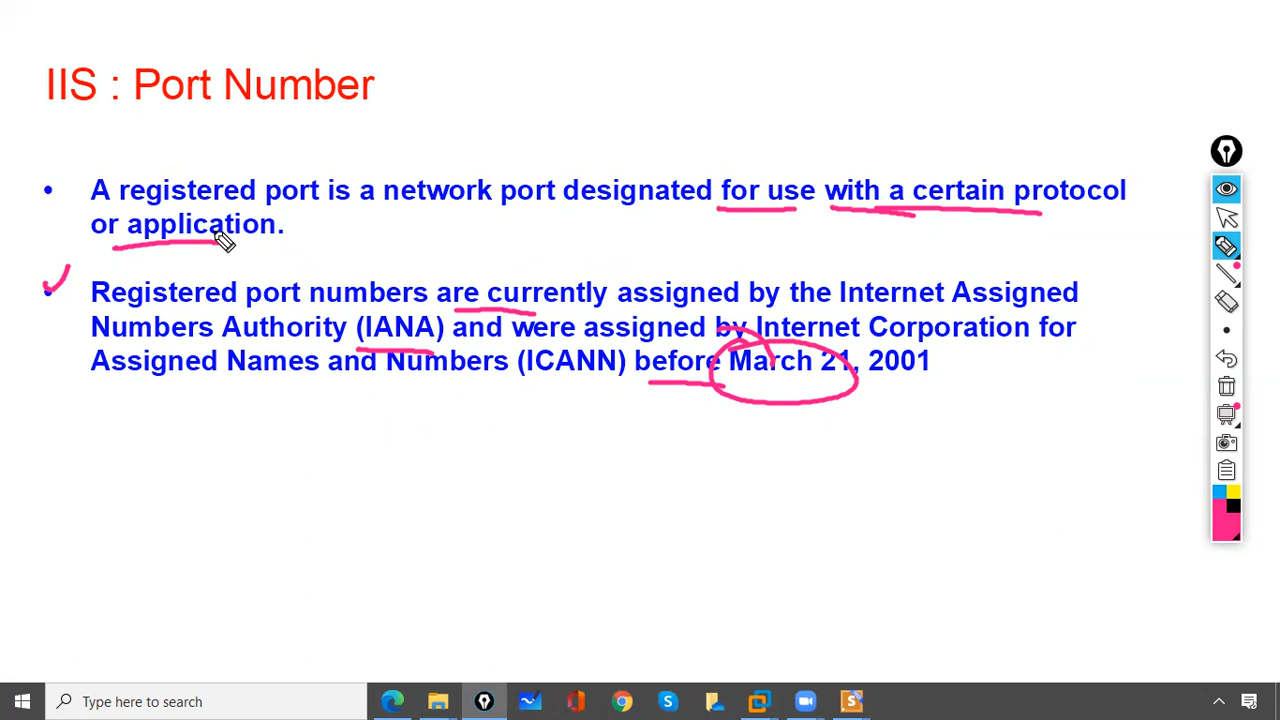 IIS : Port Number
• A registered port is a network port designated for use with a certain protocol
or application.
• Registered port numbers are currently assigned by the Internet Assigned
Numbers Authority (IANA) and were assigned by Internet Corporation for
Assigned Names and Numbers (ICANN) before March 21, 2001
Type here to search